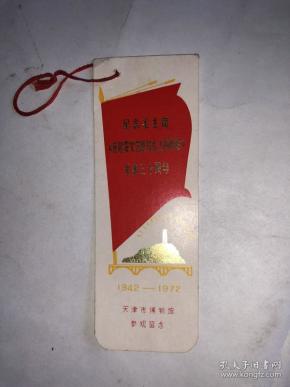 纪念毛主席
《在延安文艺座谈会上的讲话》
发表三十周年
1942—1972
天津市博物馆
参观留念
孔夫子旧书网